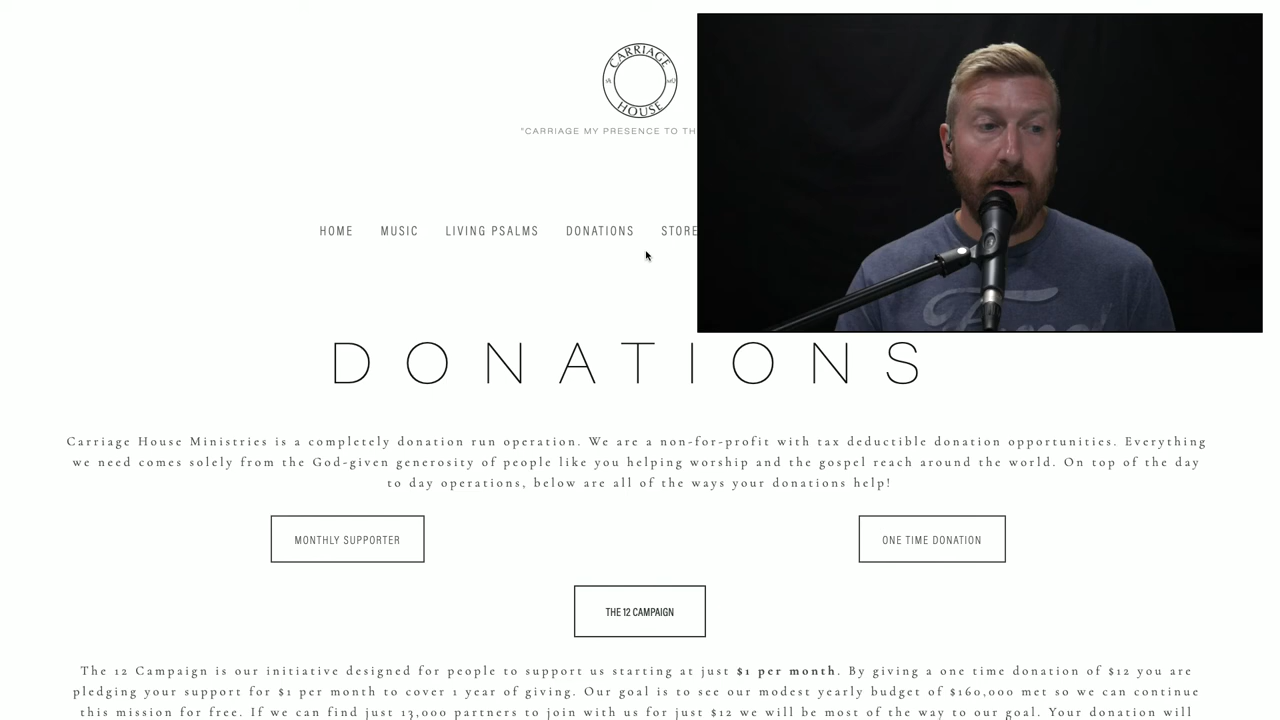 CARRIAGE
HOUSE
"CARRIAGE MY PRESENCE TO TH
HOME MUSIC LIVING PSALMS DONATIONS STORE
DONATIONS
Carriage House Ministries is a completely donation run operation. We are a non-for-profit with tax deductible donation opportunities. Everything
we need comes solely from the God-given generosity of people like you helping worship and the gospel reach around the world. On top of the day
to day operations, below are all of the ways your donations help!
MONTHLY SUPPORTER
ONE TIME DONATION
THE 12 CAMPAIGN
The 12 Campaign is our initiative designed for people to support us starting at just $1 per month. By giving a one time donation of $12 you are
pledging your support for $1 per month to cover 1 year of giving. Our goal is to see our modest yearly budget of $160,000 met so we can continue
this mission for free. If we can find just 13,000 partners to join with us for just $12 we will be most of the way to our goal. Your donation will